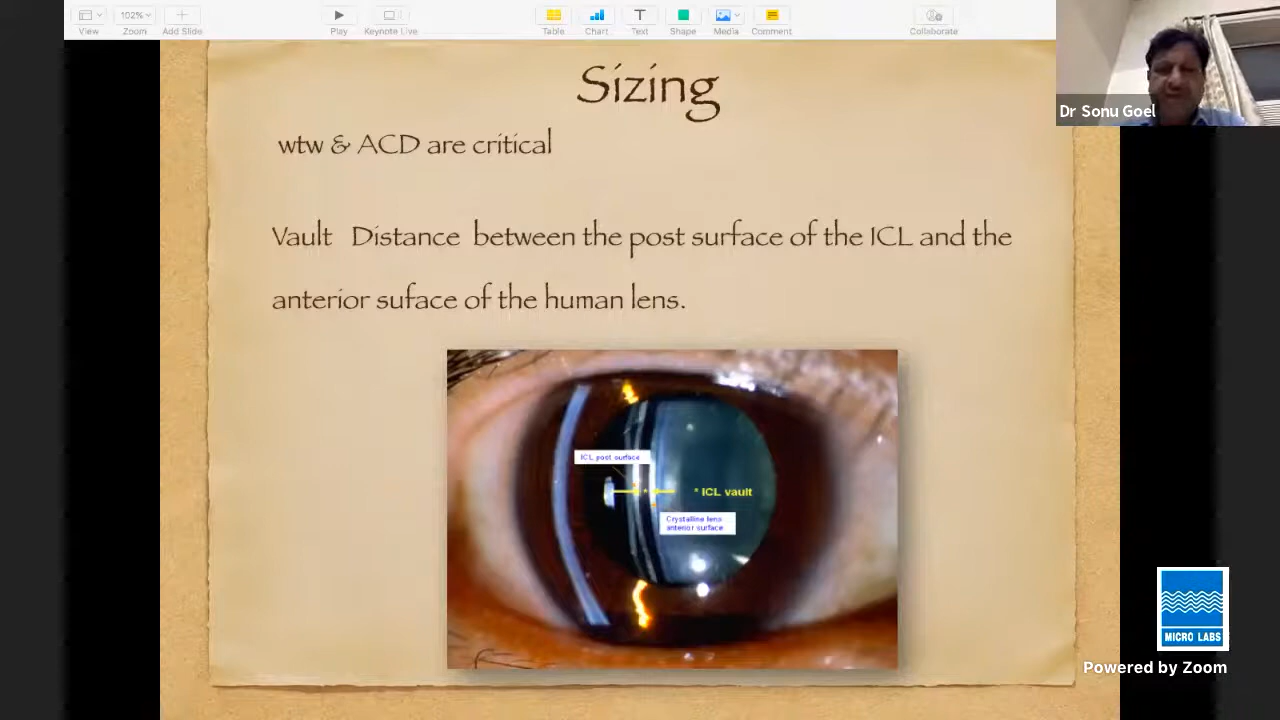 102%
View
Zoom
Add Slide
Play
Keynote Live
Table
Chart
Text
Shape
Media
Comment
Collaborate
Dr Sonu Goel
Sizing
wtw & ACD are critical
Vault Distance between the post surface of the ICL and the
anterior suface of the human lens.
ICL post surface
* ICL vault
Crystalline lens
anterior surface
MICRO LABS
Powered by Zoom